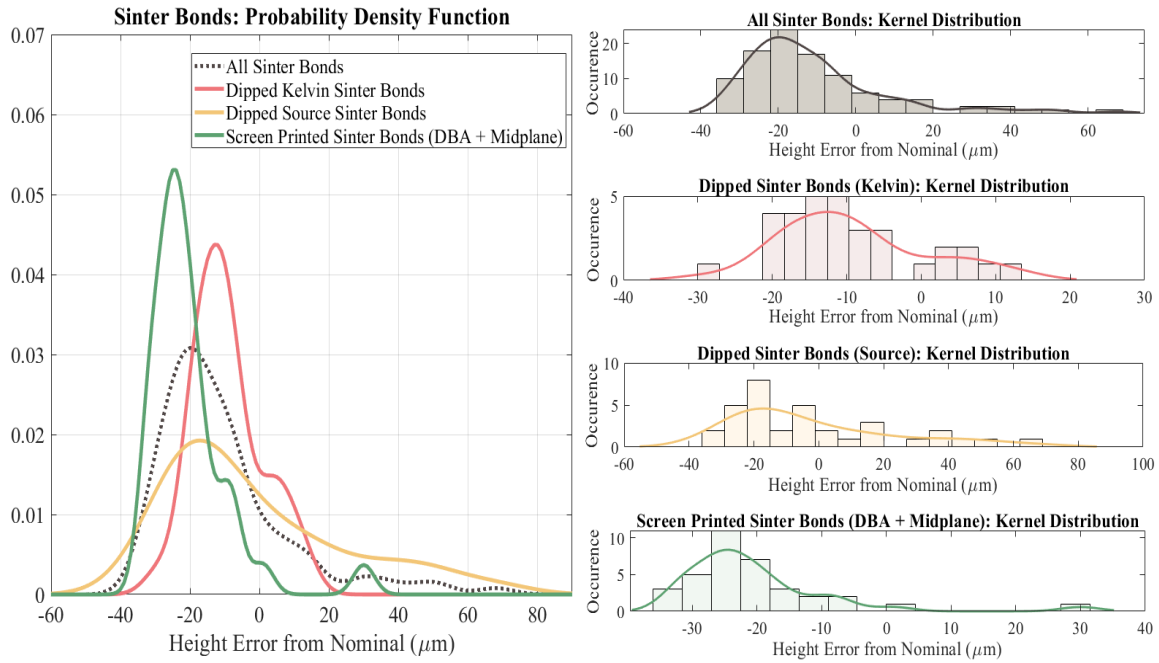 Sinter Bonds: Probability Density Function
0.07
0.06
0.05
0.04
0.03
0.02
0.01
0
-60 -40 -20 0 20 40 60 80
Height Error from Nominal (μm)
All Sinter Bonds
Dipped Kelvin Sinter Bonds
Dipped Source Sinter Bonds
Screen Printed Sinter Bonds (DBA + Midplane)
All Sinter Bonds: Kernel Distribution
Occurence
20
10
0
-60 -40 -20 0 20 40 60
Height Error from Nominal (μm)
Dipped Sinter Bonds (Kelvin): Kernel Distribution
Occurence
5
0
-40 -30 -20 -10 0 10 20 30
Height Error from Nominal (μm)
Dipped Sinter Bonds (Source): Kernel Distribution
Occurence
10
5
0
-60 -40 -20 0 20 40 60 80 100
Height Error from Nominal (μm)
Screen Printed Sinter Bonds (DBA + Midplane): Kernel Distribution
Occurence
10
5
0
-30 -20 -10 0 10 20 30 40
Height Error from Nominal (μm)